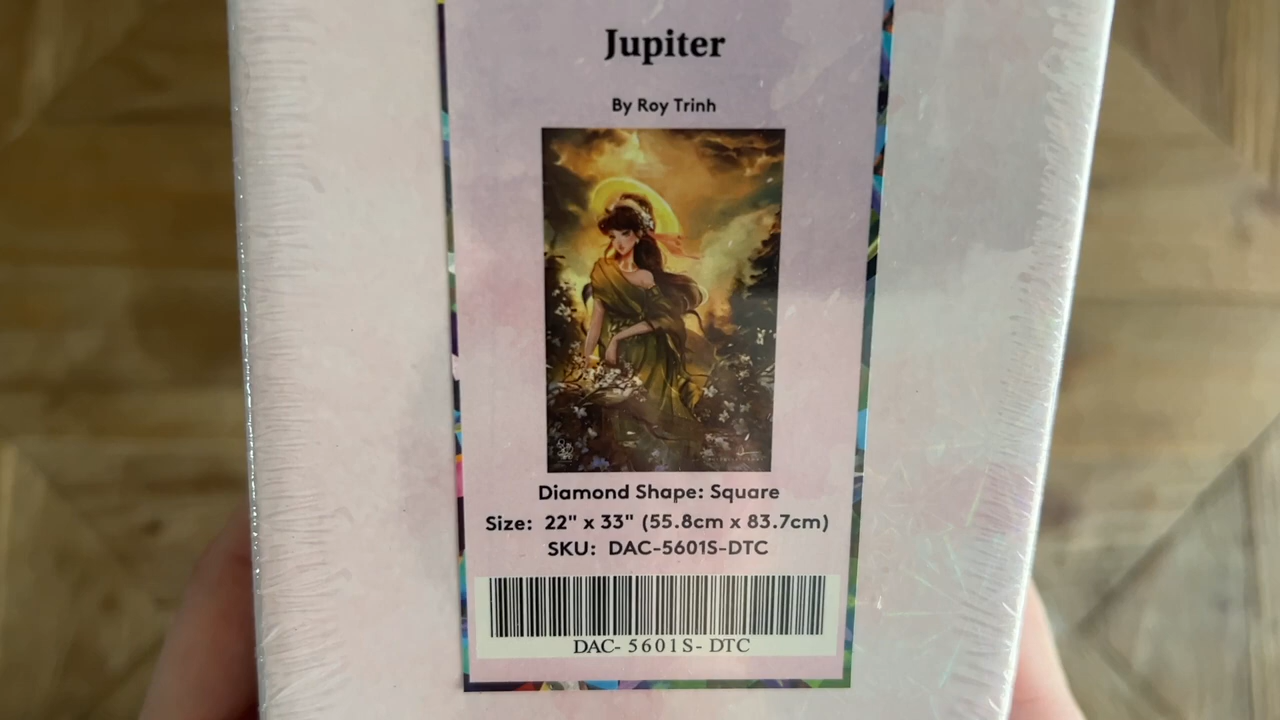 Jupiter
By Roy Trinh
Diamond Shape: Square
Size: 22" x 33" (55.8cm x 83.7cm)
SKU: DAC-5601S-DTC
DAC- 5601S- DTC